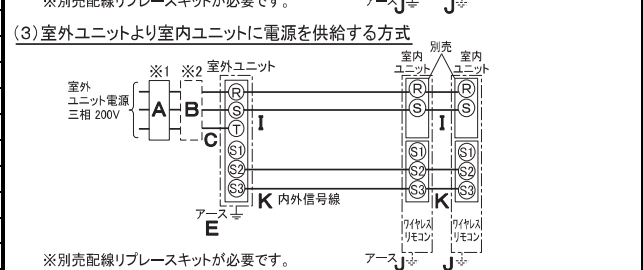 ※別売配線リプレースキットが必要です。
アース J J
(3)室外ユニットより室内ユニットに電源を供給する方式
別売
※1 ※2 室外ユニット
室内
ユニット
室内
ユニット
室外
ユニット電源
三相 200V
A B C
R
S
T
S1
S2
S3
I
R
S
S1
S2
S3
I
R
S
S1
S2
S3
K 内外信号線
K
アース
E
ワイヤレス
リモコン
ワイヤレス
リモコン
※別売配線リプレースキットが必要です。
アース J J